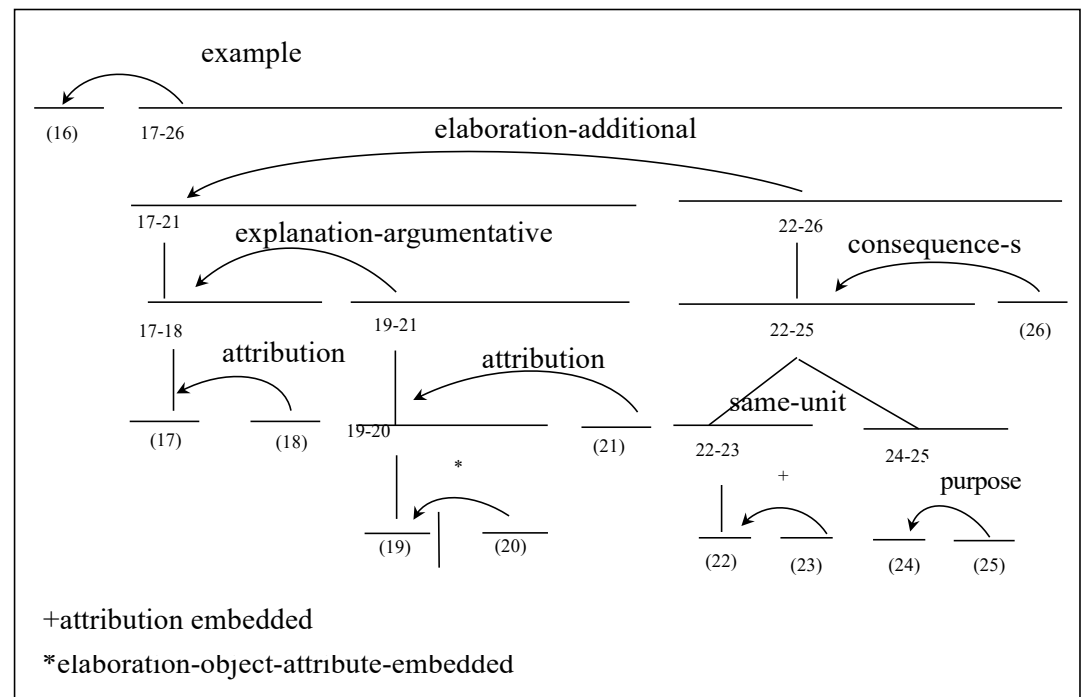 example
(16) 17-26
elaboration-additional
17-21 22-26
explanation-argumentative consequence-s
17-18 19-21 22-25 (26)
attribution attribution
same-unit
(17) (18) 19-20 (21) 22-23 24-25
* + purpose
(19) (20) (22) (23) (24) (25)
+attribution embedded
*elaboration-object-attribute-embedded